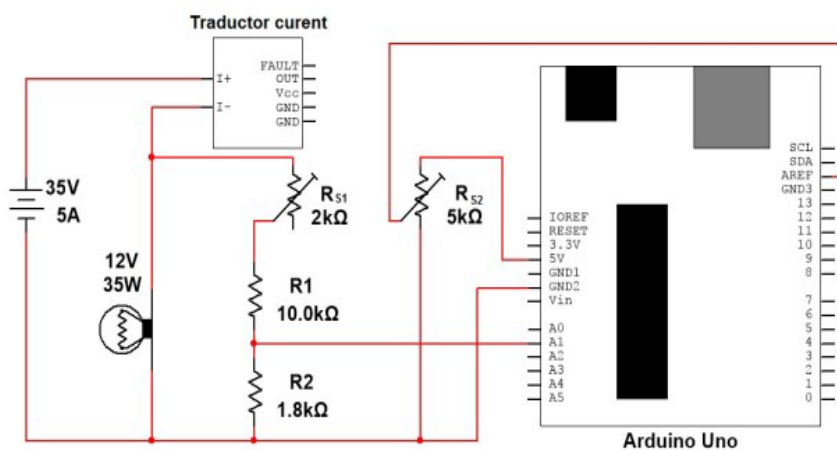 Traductor curent
FAULT
I+
OUT
Vcc
I-
GND
GND
35V
5A
12V
35W
RS1
2kΩ
R1
10.0kΩ
R2
1.8kΩ
RS2
5kΩ
SCL
SDA
AREF
GND3
13
IOREF
12
RESET
11
3.3V
10
5V
9
GND1
8
GND2
Vin
7
6
A0
5
A1
4
A2
3
A3
2
A4
1
A5
0
Arduino Uno